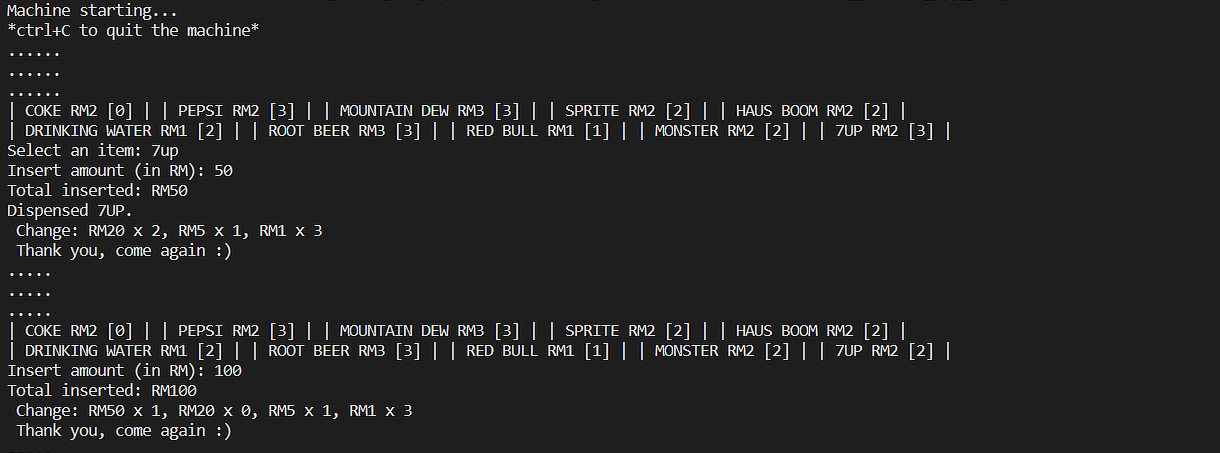 Machine starting...
*ctrl+C to quit the machine*
......
......
......
| COKE RM2 [0] | | PEPSI RM2 [3] | | MOUNTAIN DEW RM3 [3] | | SPRITE RM2 [2] | | HAUS BOOM RM2 [2] |
| DRINKING WATER RM1 [2] | | ROOT BEER RM3 [3] | | RED BULL RM1 [1] | | MONSTER RM2 [2] | | 7UP RM2 [3] |
Select an item: 7up
Insert amount (in RM): 50
Total inserted: RM50
Dispensed 7UP.
 Change: RM20 x 2, RM5 x 1, RM1 x 3
 Thank you, come again :)
.....
.....
.....
| COKE RM2 [0] | | PEPSI RM2 [3] | | MOUNTAIN DEW RM3 [3] | | SPRITE RM2 [2] | | HAUS BOOM RM2 [2] |
| DRINKING WATER RM1 [2] | | ROOT BEER RM3 [3] | | RED BULL RM1 [1] | | MONSTER RM2 [2] | | 7UP RM2 [2] |
Insert amount (in RM): 100
Total inserted: RM100
 Change: RM50 x 1, RM20 x 0, RM5 x 1, RM1 x 3
 Thank you, come again :)